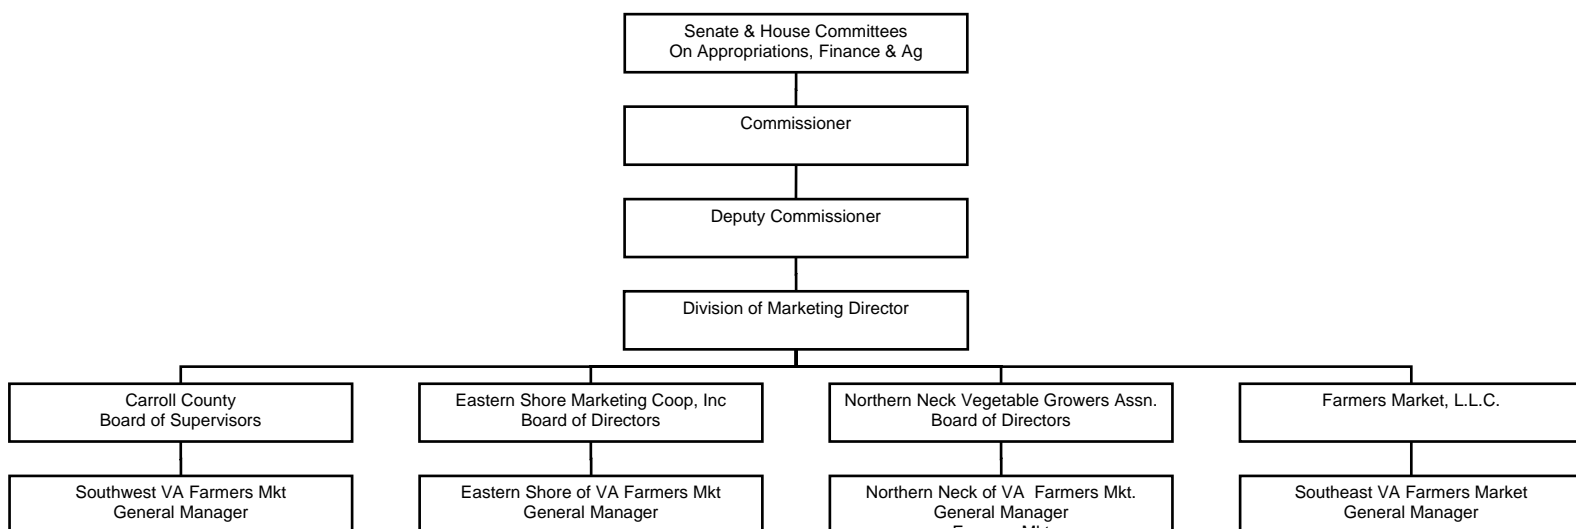 Senate & House Committees
On Appropriations, Finance & Ag
Commissioner
Deputy Commissioner
Division of Marketing Director
Carroll County
Board of Supervisors
Eastern Shore Marketing Coop, Inc
Board of Directors
Northern Neck Vegetable Growers Assn.
Board of Directors
Farmers Market, L.L.C.
Southwest VA Farmers Mkt
General Manager
Eastern Shore of VA Farmers Mkt
General Manager
Northern Neck of VA  Farmers Mkt.
General Manager
Southeast VA Farmers Market
General Manager